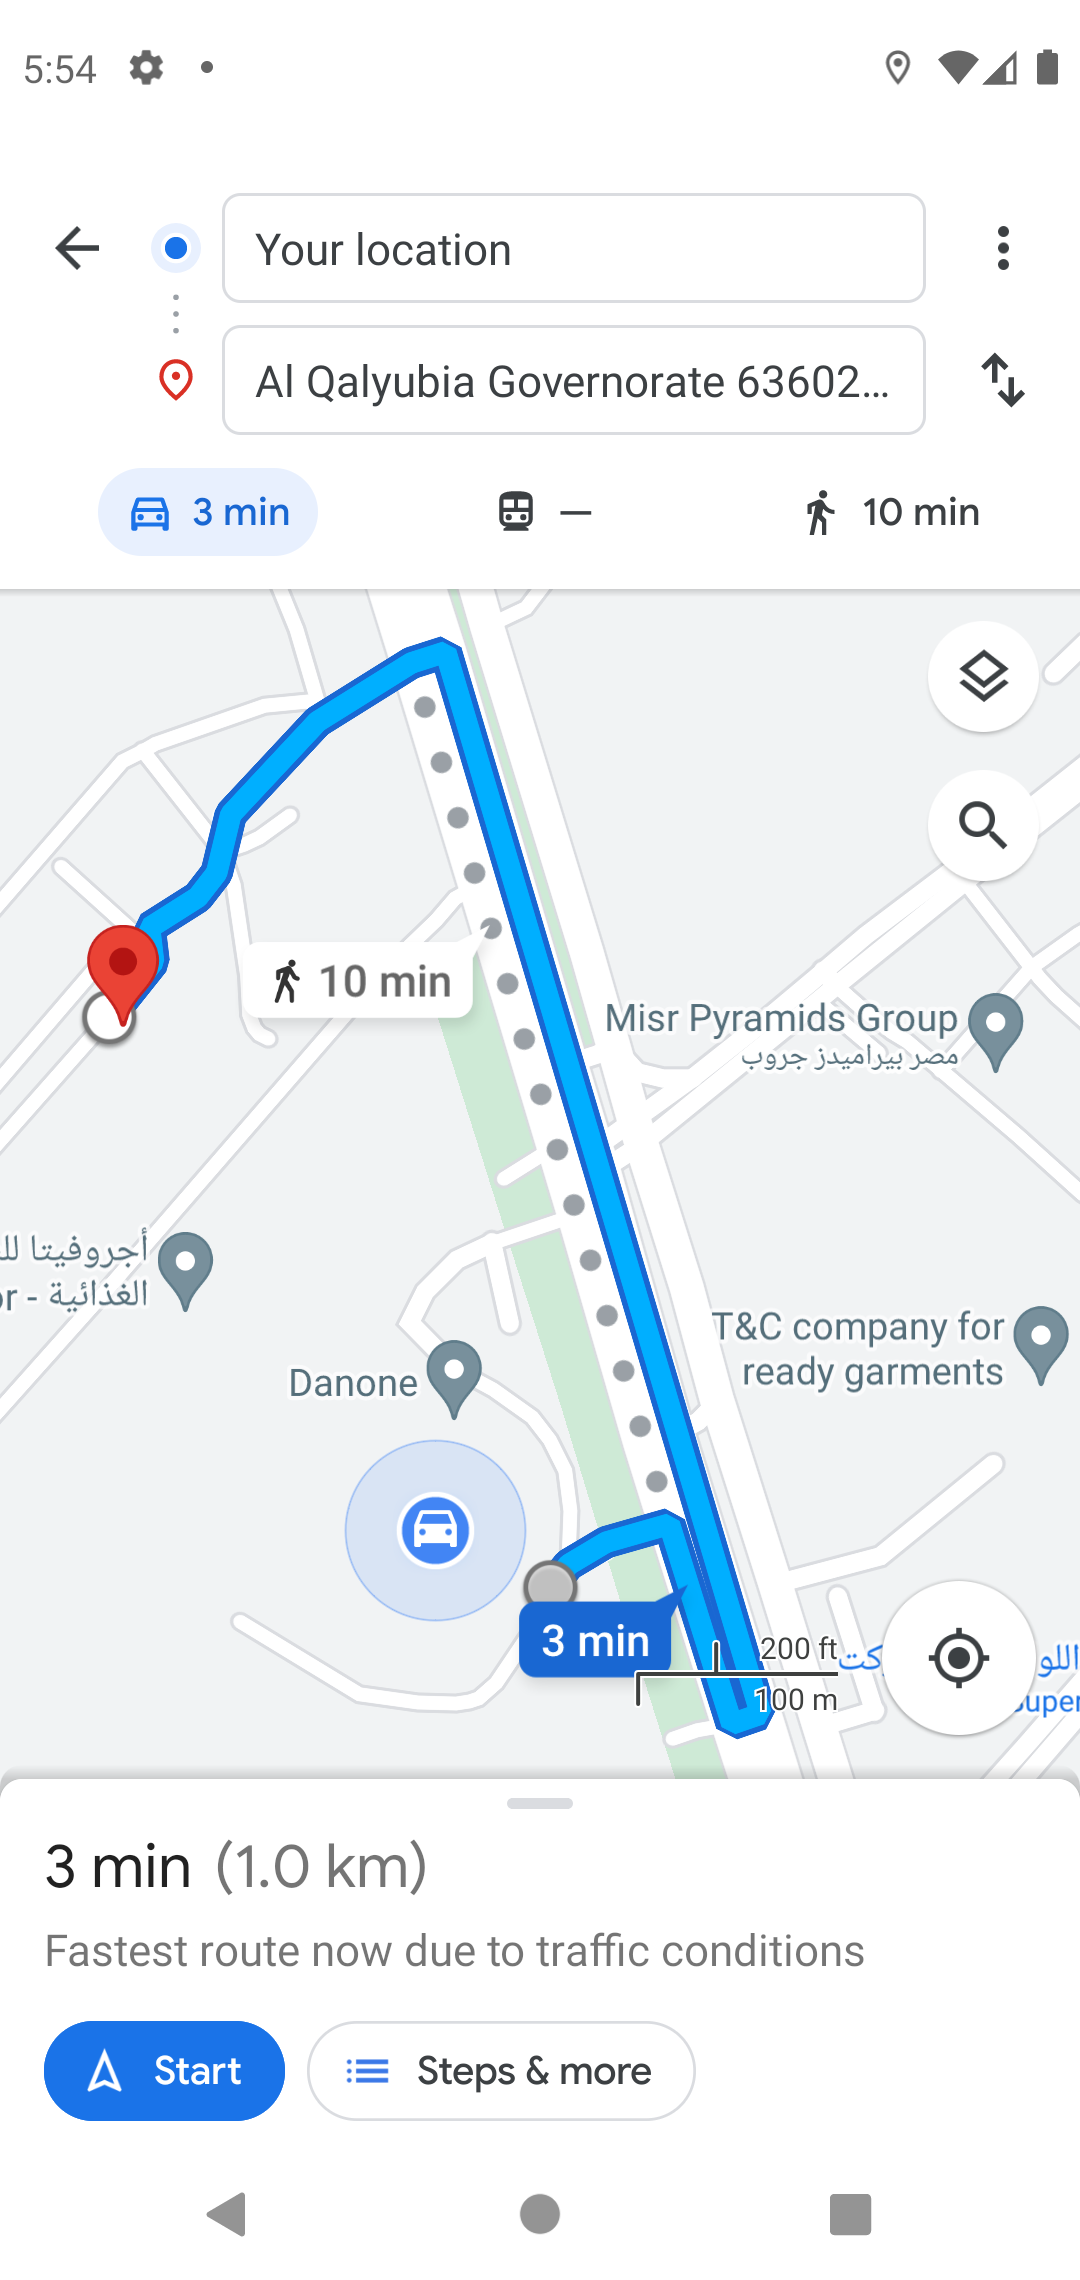 5:54
Your location
Al Qalyubia Governorate 63602...
3 min
—
10 min
10 min
Misr Pyramids Group
مصر بيراميدز جروب
أجروفيتا
الغذائية -
T&C company for
ready garments
Danone
3 min
200 ft
100 m
3 min (1.0 km)
Fastest route now due to traffic conditions
Start
Steps & more